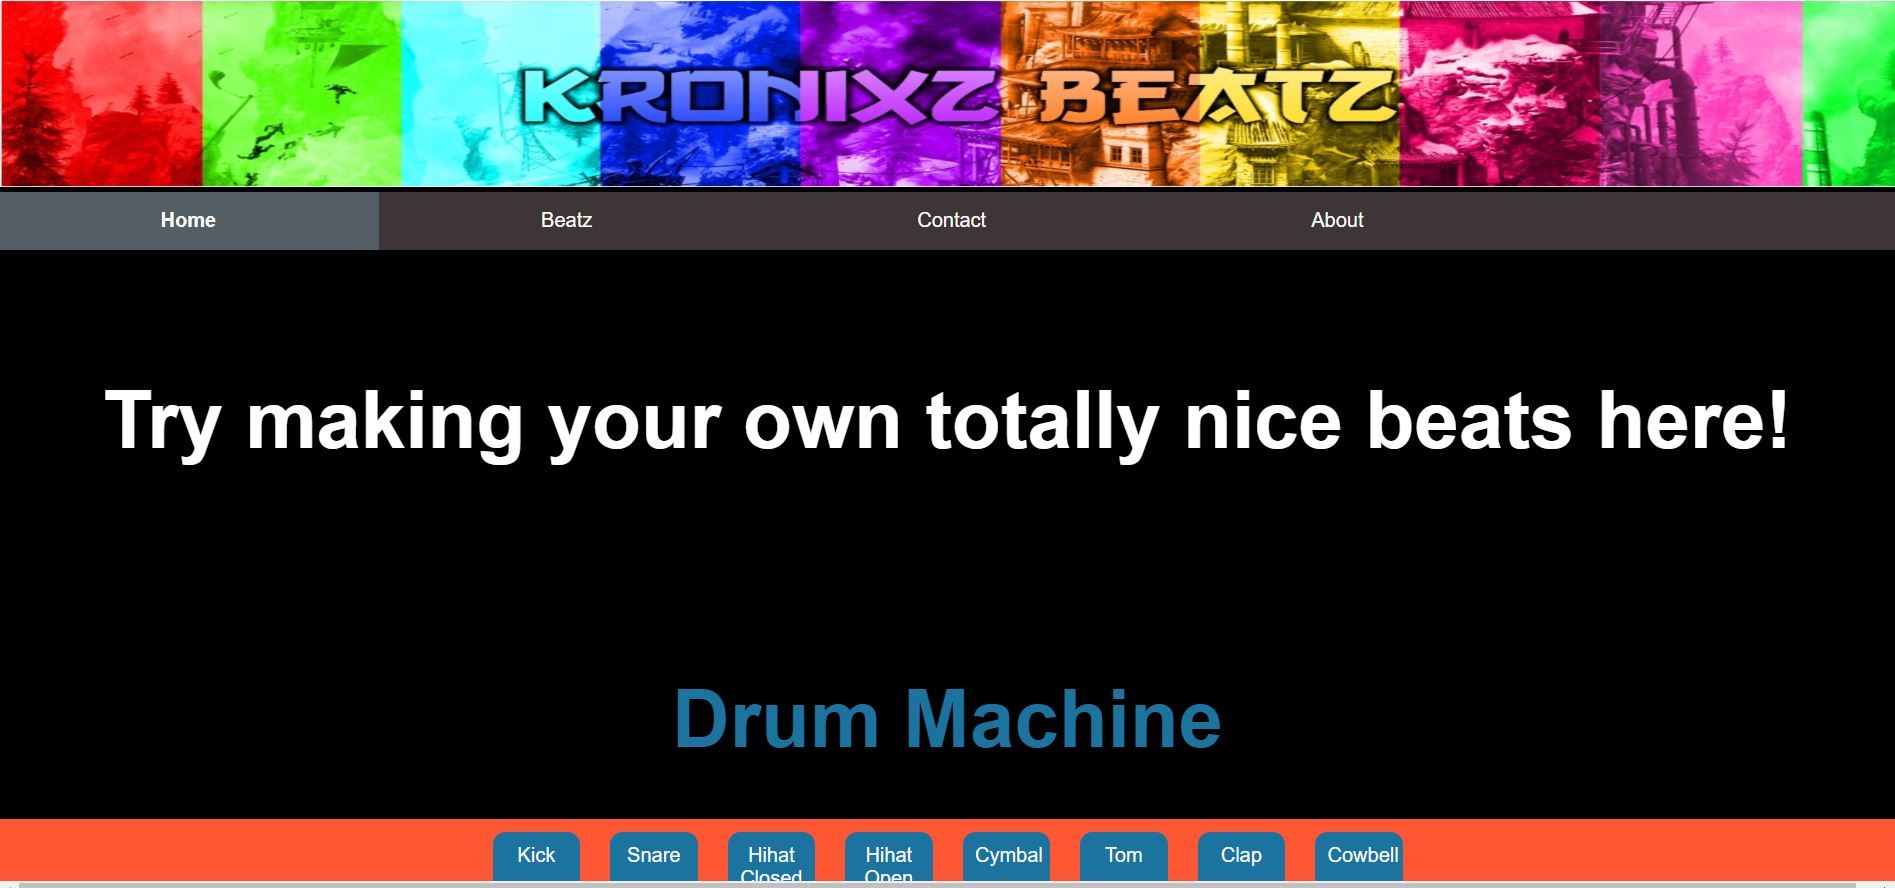 KRONIXZ BEATZ
Home Beatz Contact About
Try making your own totally nice beats here!
Drum Machine
Kick Snare Hihat Hihat Cymbal Tom Clap Cowbell
Closed Open